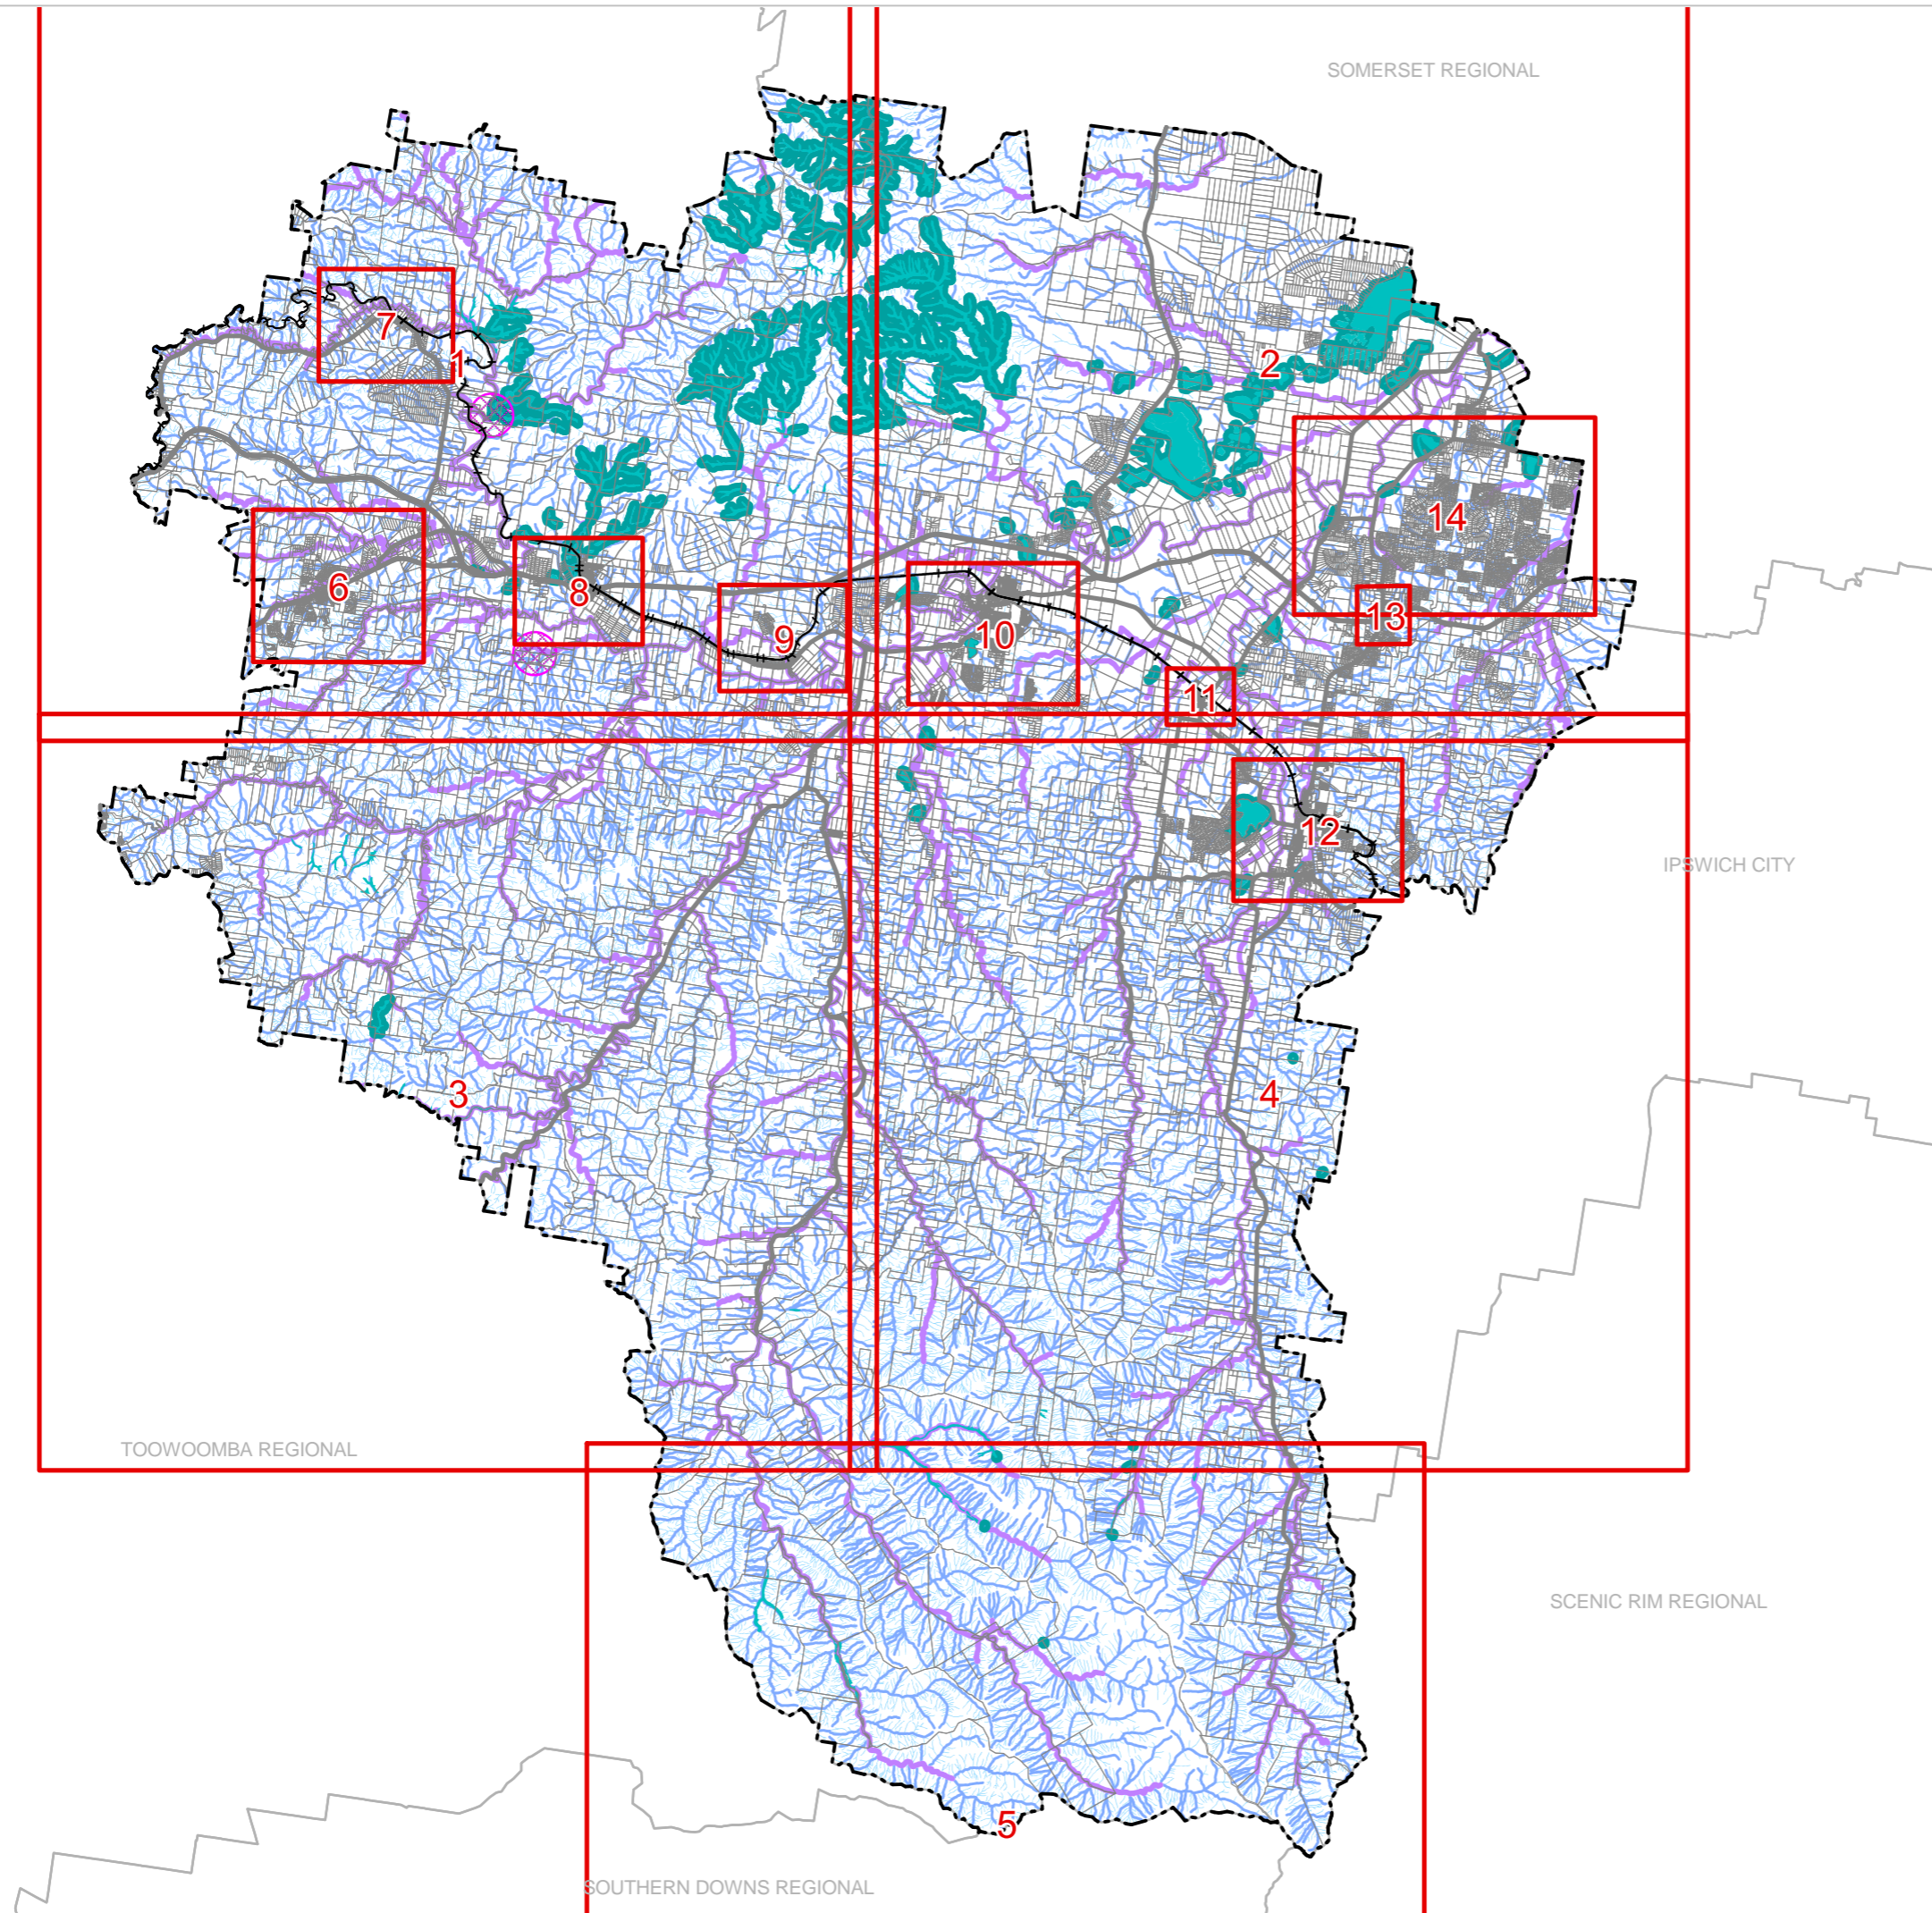 SOMERSET REGIONAL
7
1
2
14
6
8
13
9
10
11
12
IPSWICH CITY
3
4
TOOWOOMBA REGIONAL
SCENIC RIM REGIONAL
5
SOUTHERN DOWNS REGIONAL